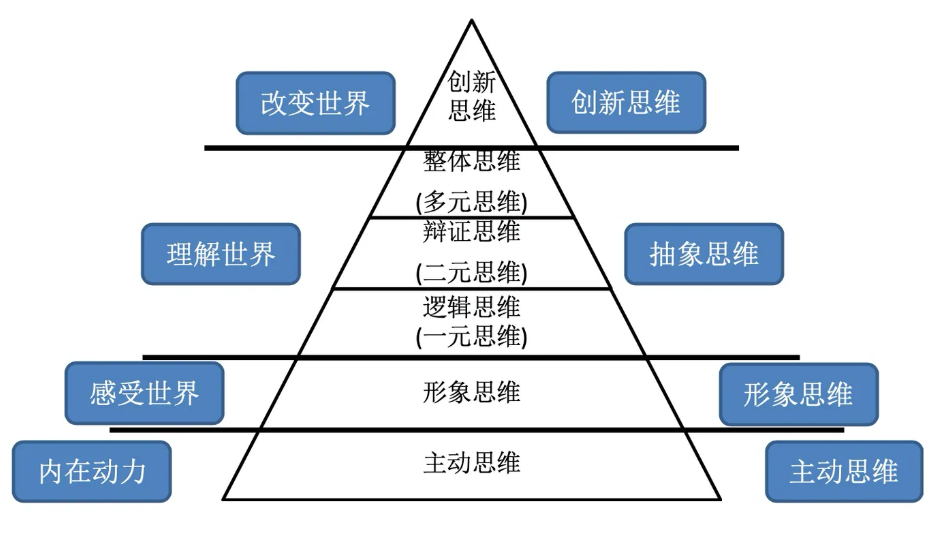 创新
思维
改变世界
创新思维
整体思维
(多元思维)
辩证思维
(二元思维)
理解世界
抽象思维
逻辑思维
(一元思维)
感受世界
形象思维
形象思维
内在动力
主动思维
主动思维